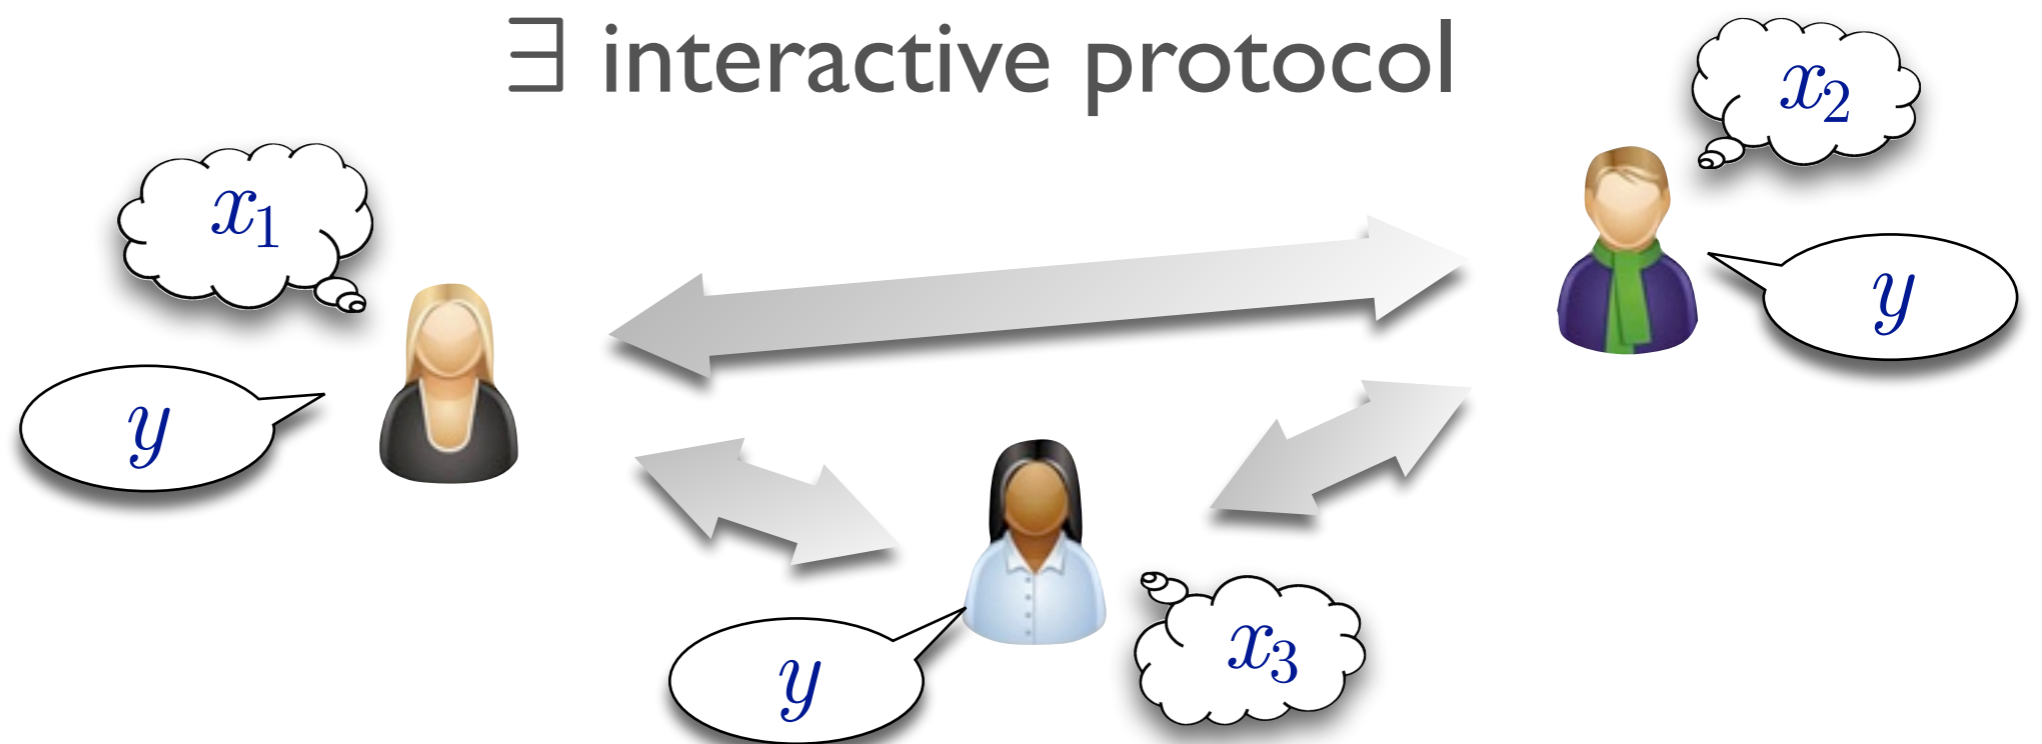 ∃ interactive protocol
x₂
x₁
y
y
x₃
y